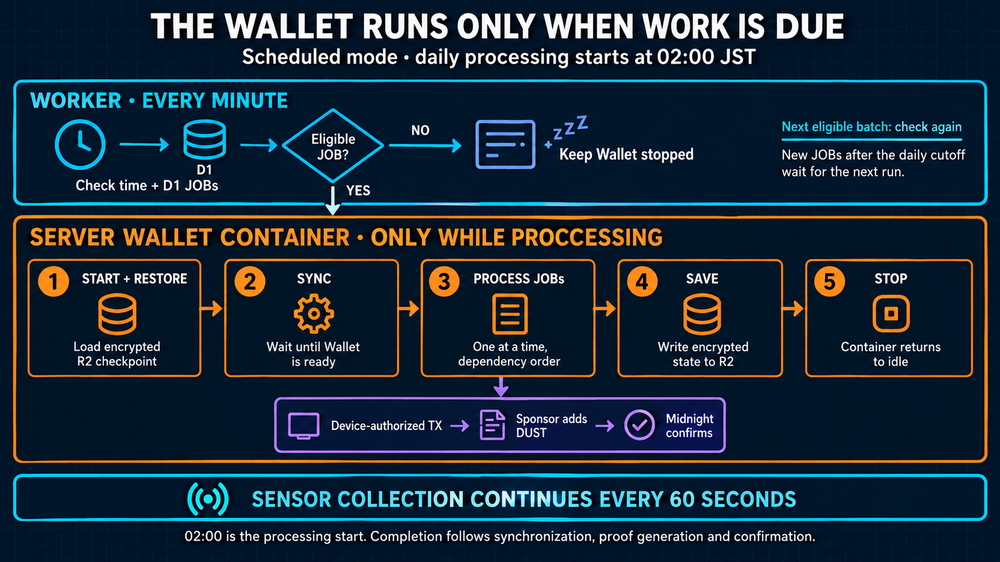 THE WALLET RUNS ONLY WHEN WORK IS DUE
Scheduled mode · daily processing starts at 02:00 JST
WORKER · EVERY MINUTE
D1
Check time + D1 JOBs
Eligible
JOB?
NO
YES
zzZ
Keep Wallet stopped
Next eligible batch: check again
New JOBs after the daily cutoff
wait for the next run.
SERVER WALLET CONTAINER · ONLY WHILE PROCCESSING
1 START + RESTORE
Load encrypted
R2 checkpoint
2 SYNC
Wait until Wallet
is ready
3 PROCESS JOBs
One at a time,
dependency order
4 SAVE
Write encrypted
state to R2
5 STOP
Container returns
to idle
Device-authorized TX
Sponsor adds
DUST
Midnight
confirms
SENSOR COLLECTION CONTINUES EVERY 60 SECONDS
02:00 is the processing start. Completion follows synchronization, proof generation and confirmation.